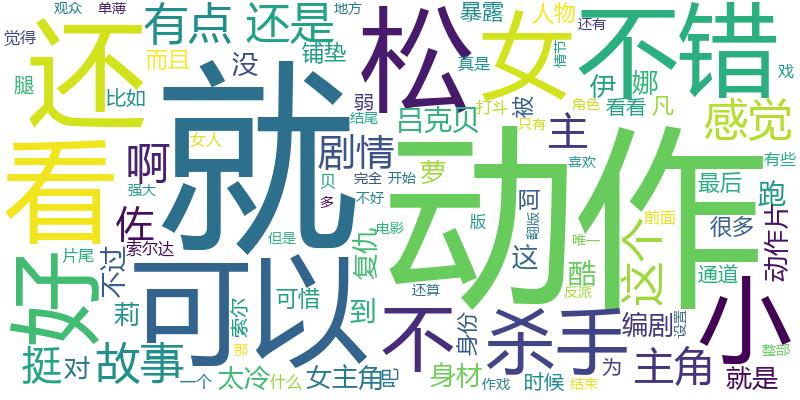 观众 单薄 地方
觉得 有点 还是 暴露 人物
还 松 女 不错
而且 没 铺垫 真是 情节 还有 戏
腿 比如 弱 伊 娜 看看 凡
看 就 结尾 吕克贝 打斗 被 角色 感觉
女人 啊 剧情 主 只有
强大 贝 完全 开始 萝 动作 喜欢 最后 有些
佐 多 不好 版 阿 翻版 跑
好 索尔达 但是 电影 这 唯一 这个 前面 很多 动作片
片尾 不过 可以 复仇 酷 通道
莉 索尔 可惜 到 还算 反派 小
不 身份 杀手 编剧 设置
挺 对 故事 那 太冷 女主角 吧 身材 时候 为 主角 就是 整部
一个 什么 作戏 结束